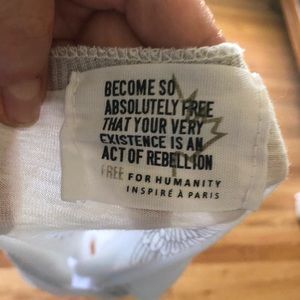 BECOME SO
ABSOLUTELY FREE
THAT YOUR VERY
EXISTENCE IS AN
ACT OF REBELLION
FREE FOR HUMANITY
INSPIRÉ À PARIS